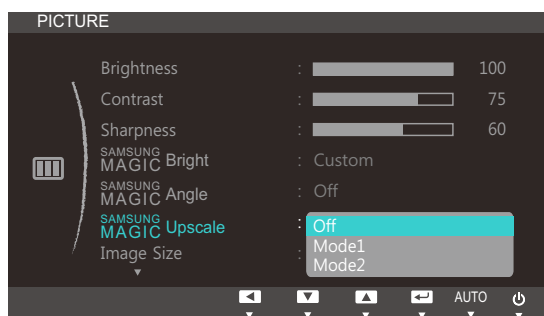 PICTURE
Brightness : 100
Contrast : 75
Sharpness : 60
SAMSUNG MAGIC Bright : Custom
SAMSUNG MAGIC Angle : Off
SAMSUNG MAGIC Upscale : Off
Mode1
Image Size :
Mode2
AUTO